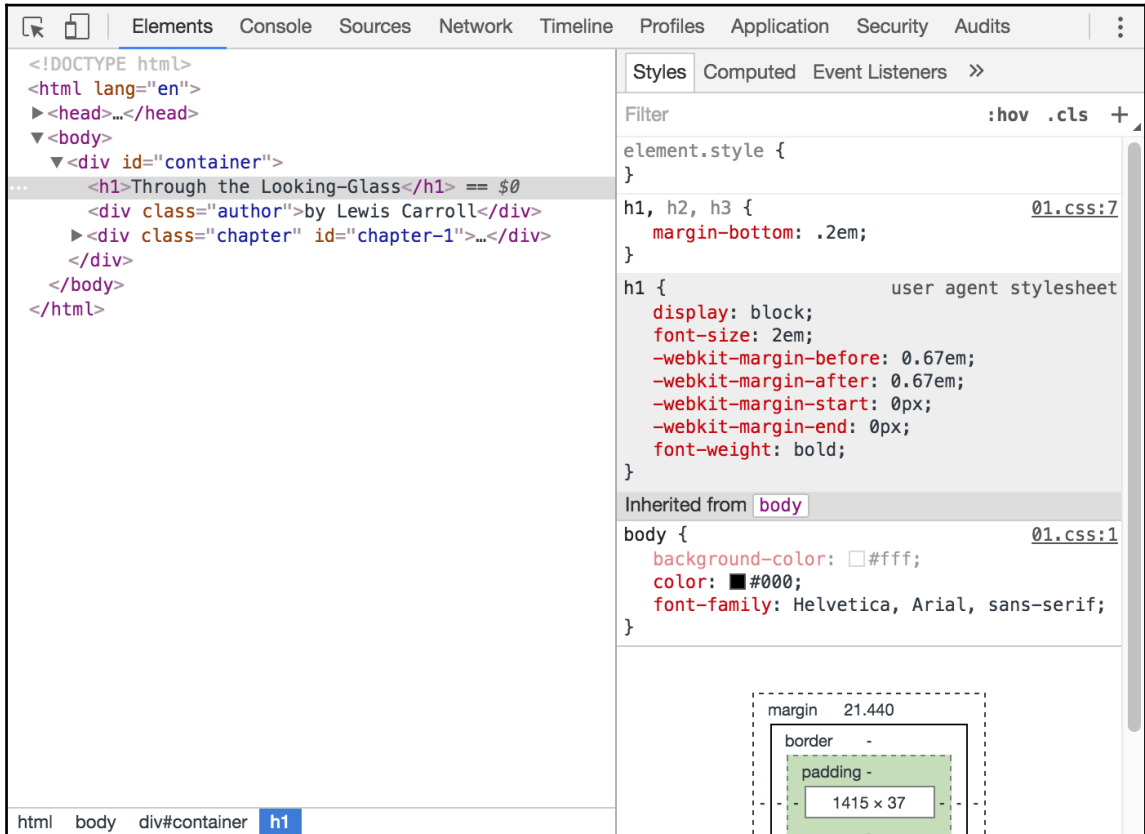 Elements Console Sources Network Timeline Profiles Application Security Audits
<!DOCTYPE html>
<html lang="en">
▶<head>…</head>
▼<body>
▼<div id="container">
<h1>Through the Looking-Glass</h1> == $0
<div class="author">by Lewis Carroll</div>
▶<div class="chapter" id="chapter-1">…</div>
</div>
</body>
</html>
html body div#container h1
Styles Computed Event Listeners »
Filter :hov .cls +
element.style {
}
h1, h2, h3 { 01.css:7
margin-bottom: .2em;
}
h1 { user agent stylesheet
display: block;
font-size: 2em;
-webkit-margin-before: 0.67em;
-webkit-margin-after: 0.67em;
-webkit-margin-start: 0px;
-webkit-margin-end: 0px;
font-weight: bold;
}
Inherited from body
body { 01.css:1
background-color: #fff;
color: #000;
font-family: Helvetica, Arial, sans-serif;
}
margin 21.440
border -
padding -
- - - 1415 × 37 - - -